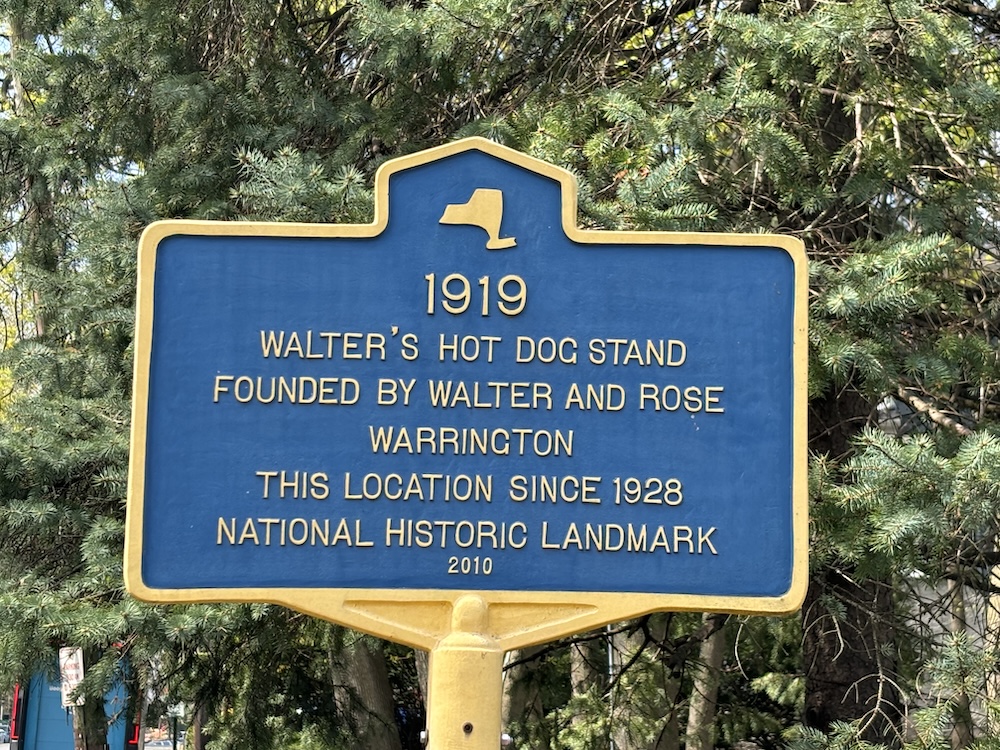 1919
WALTER'S HOT DOG STAND
FOUNDED BY WALTER AND ROSE
WARRINGTON
THIS LOCATION SINCE 1928
NATIONAL HISTORIC LANDMARK
2010